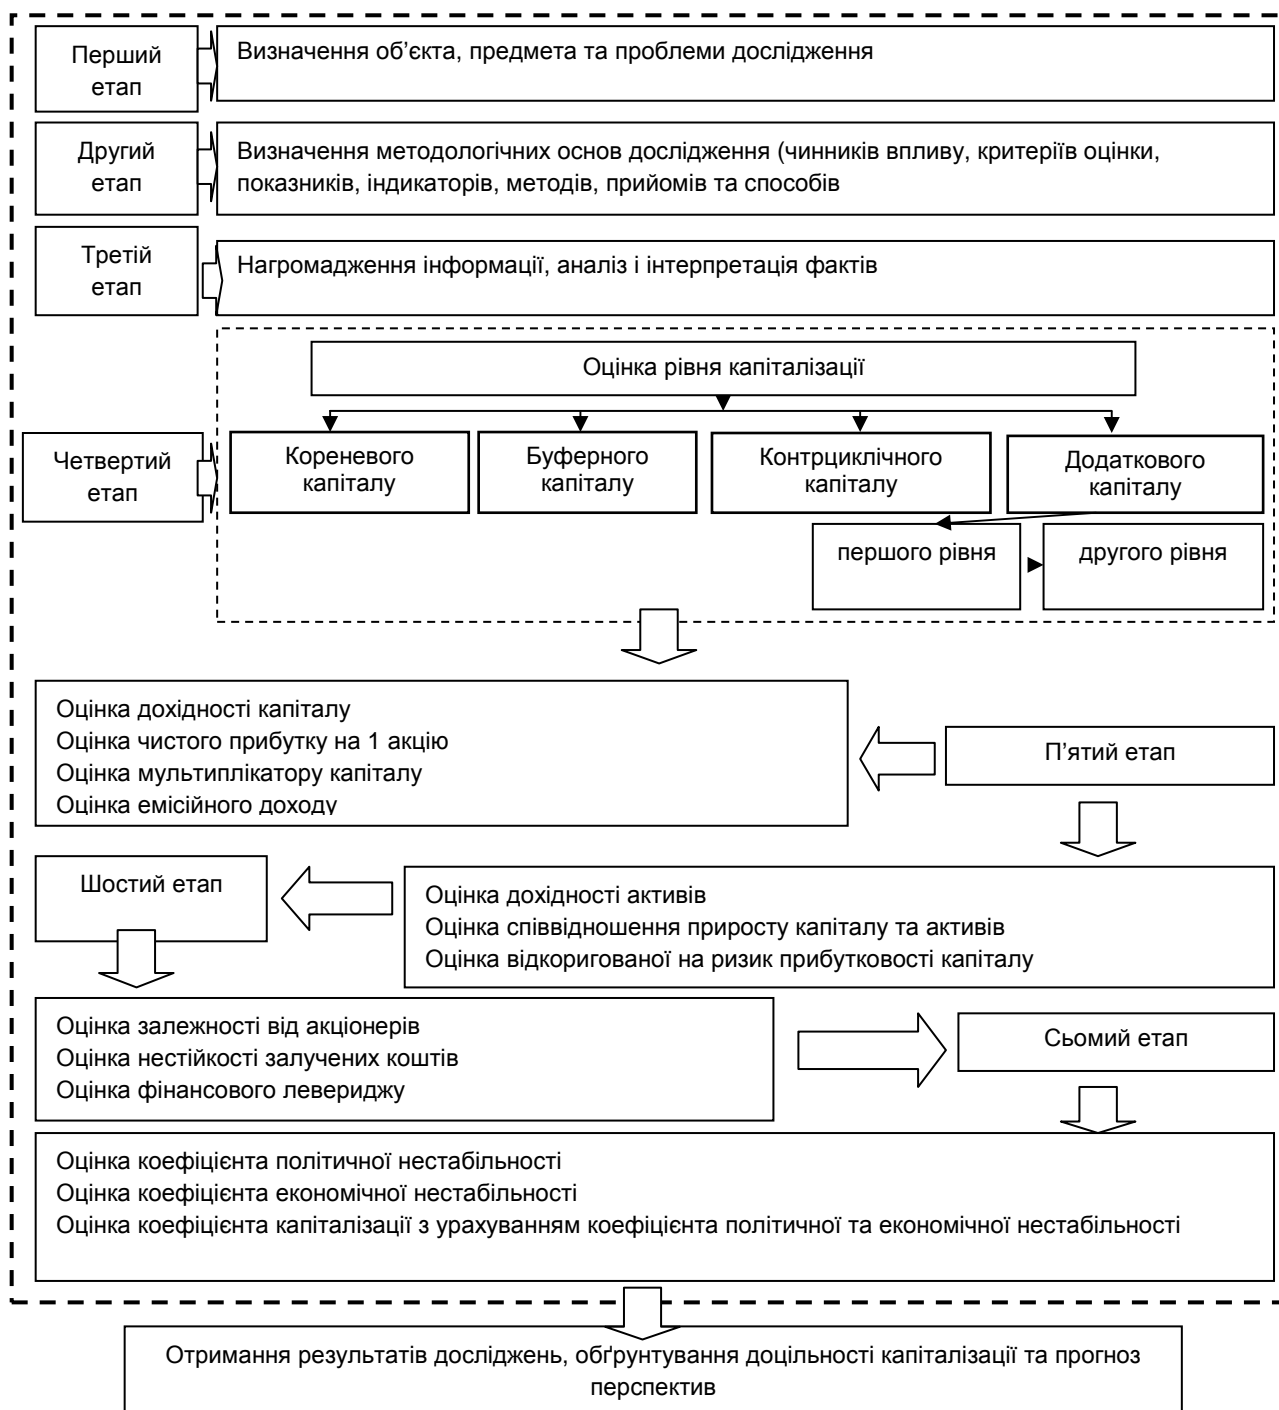 Перший
етап
Визначення об’єкта, предмета та проблеми дослідження
Другий
етап
Визначення методологічних основ дослідження (чинників впливу, критеріїв оцінки,
показників, індикаторів, методів, прийомів та способів
Третій
етап
Нагромадження інформації, аналіз і інтерпретація фактів
Оцінка рівня капіталізації
Четвертий
етап
Кореневого
капіталу
Буферного
капіталу
Контрциклічного
капіталу
Додаткового
капіталу
першого рівня
другого рівня
Оцінка дохідності капіталу
Оцінка чистого прибутку на 1 акцію
Оцінка мультиплікатору капіталу
Оцінка емісійного доходу
П’ятий етап
Шостий етап
Оцінка дохідності активів
Оцінка співвідношення приросту капіталу та активів
Оцінка відкоригованої на ризик прибутковості капіталу
Оцінка залежності від акціонерів
Оцінка нестійкості залучених коштів
Оцінка фінансового левериджу
Сьомий етап
Оцінка коефіцієнта політичної нестабільності
Оцінка коефіцієнта економічної нестабільності
Оцінка коефіцієнта капіталізації з урахуванням коефіцієнта політичної та економічної нестабільності
Отримання результатів досліджень, обґрунтування доцільності капіталізації та прогноз
перспектив